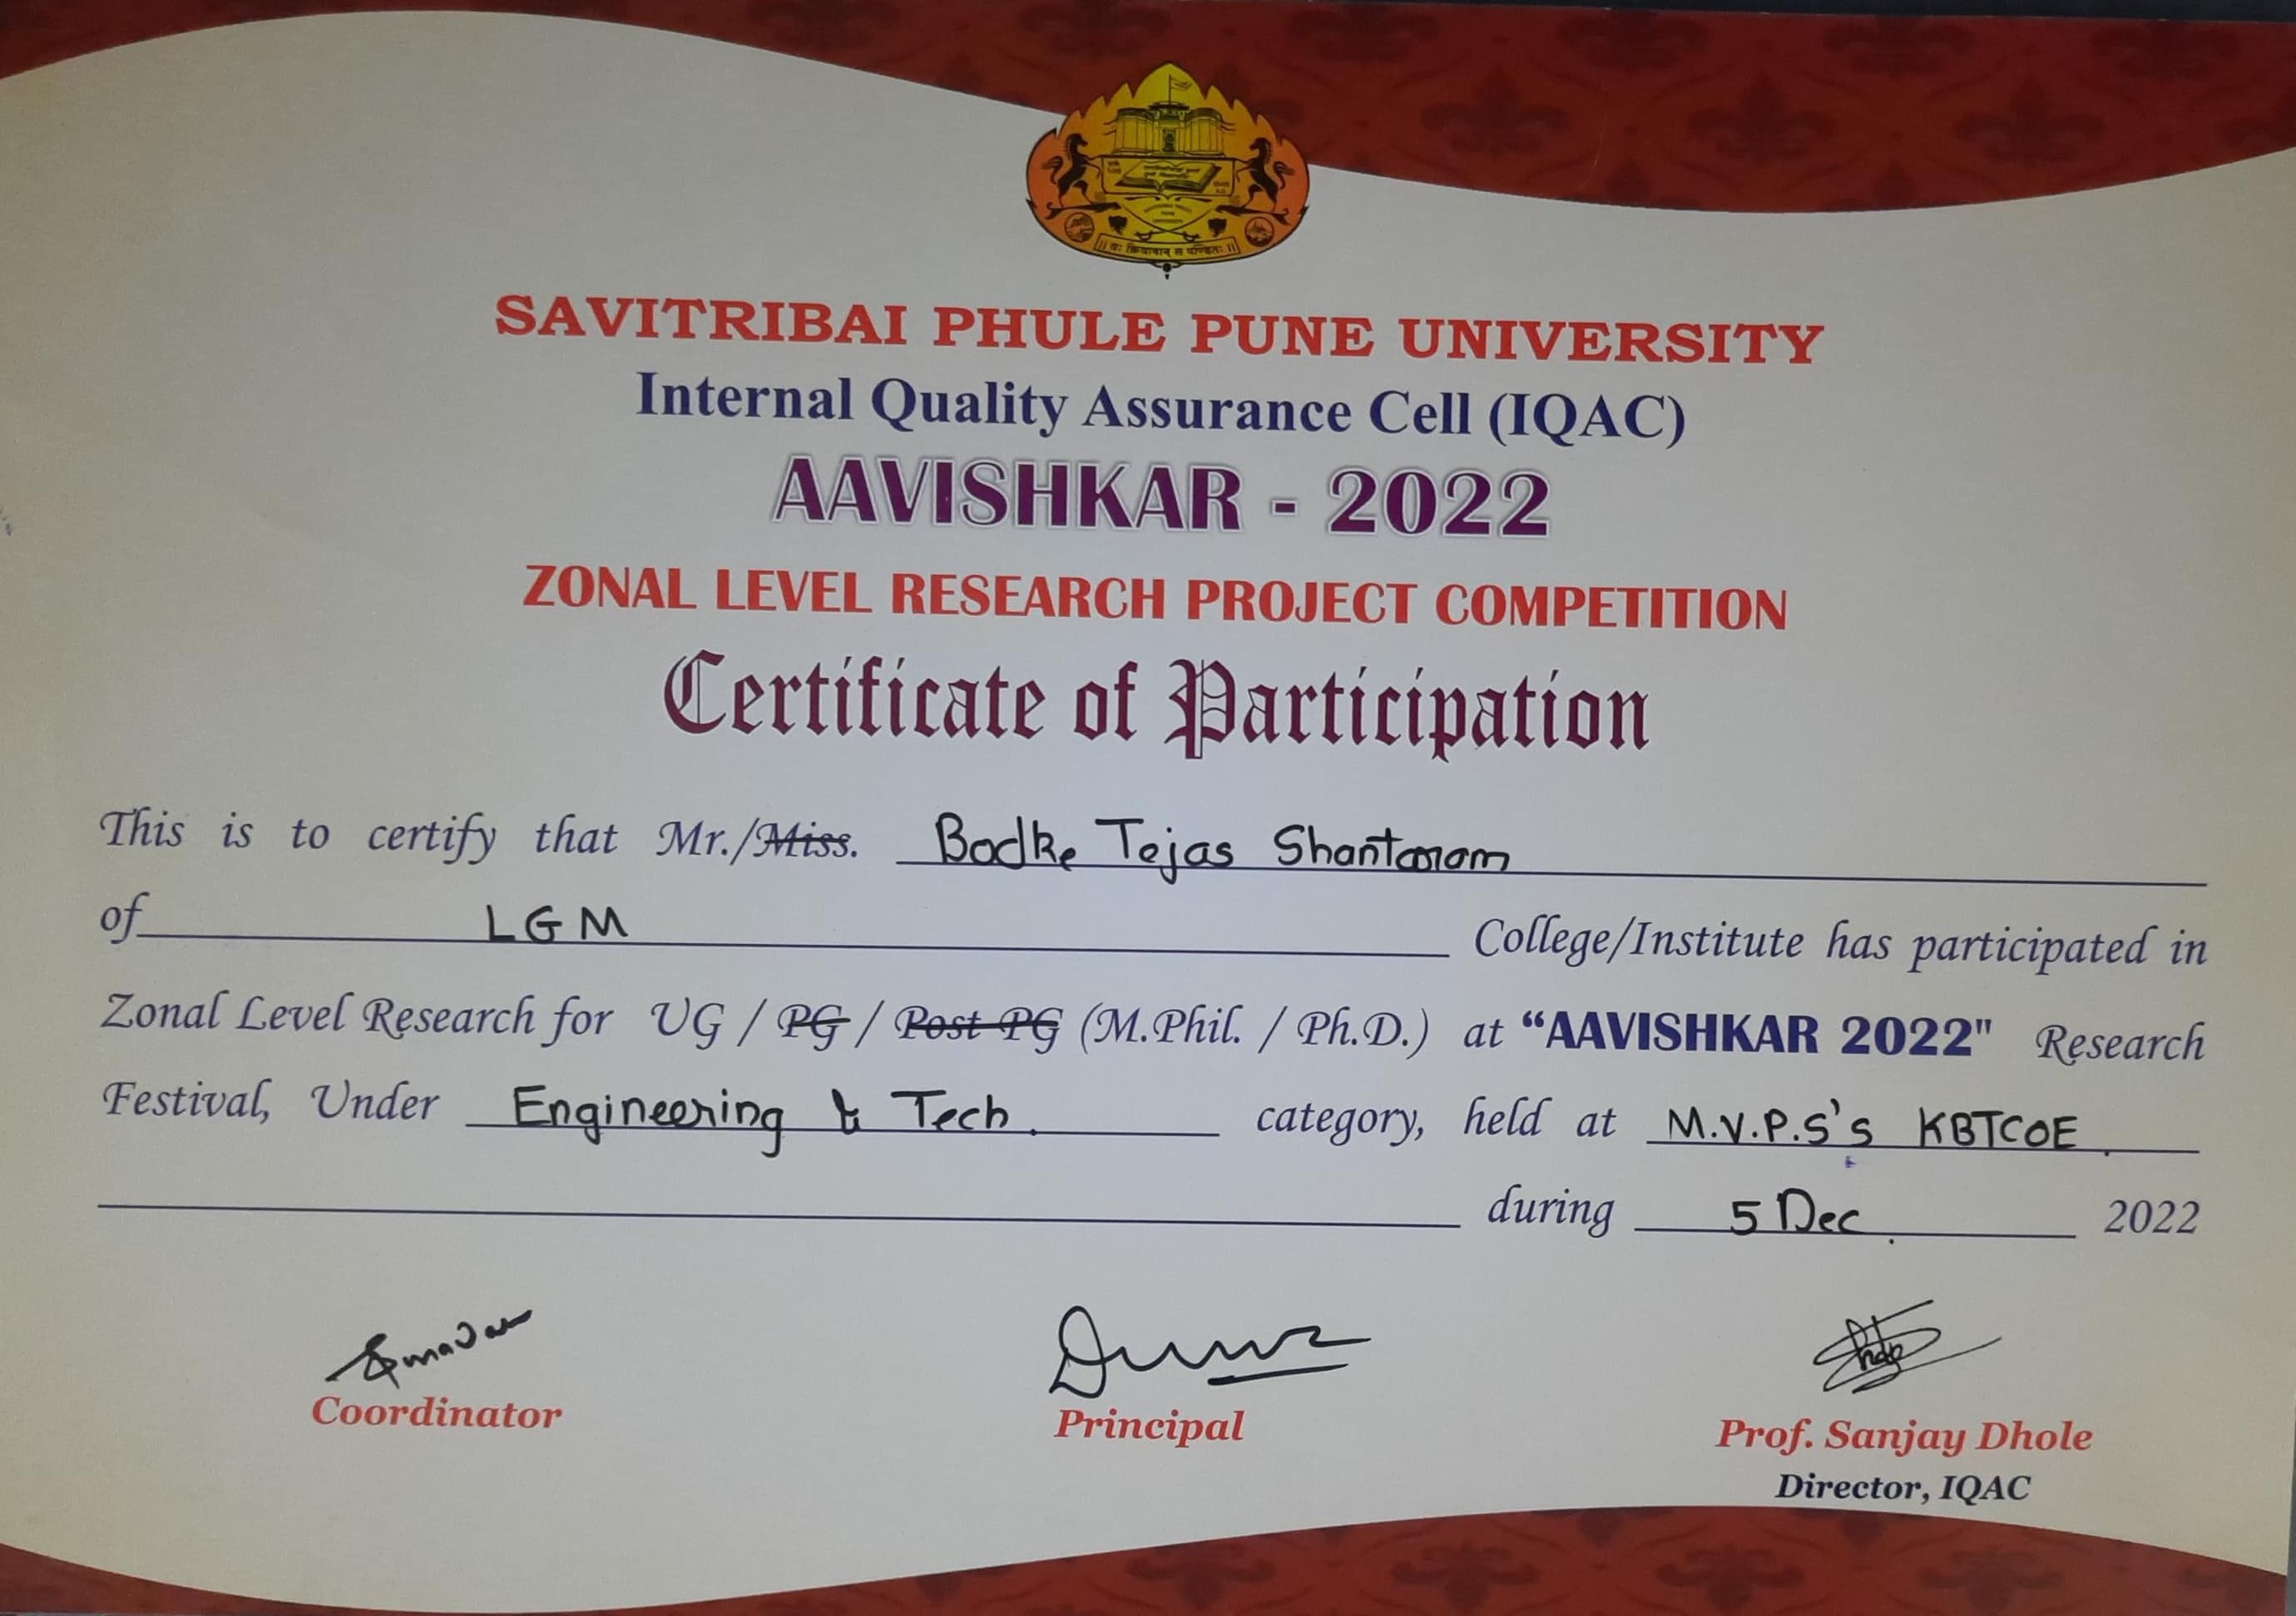 || यः क्रियावान् स पण्डितः ||
SAVITRIBAI PHULE PUNE UNIVERSITY
Internal Quality Assurance Cell (IQAC)
AAVISHKAR - 2022
ZONAL LEVEL RESEARCH PROJECT COMPETITION
Certificate of Participation
This is to certify that Mr./Miss. Bodke Tejas Shantaram
of LGM College/Institute has participated in
Zonal Level Research for UG / PG / Post PG (M.Phil. / Ph.D.) at “AAVISHKAR 2022" Research
Festival, Under Engineering & Tech. category, held at M.V.P.S's KBTCOE.
during 5 Dec. 2022
Coordinator
Principal
Prof. Sanjay Dhole
Director, IQAC